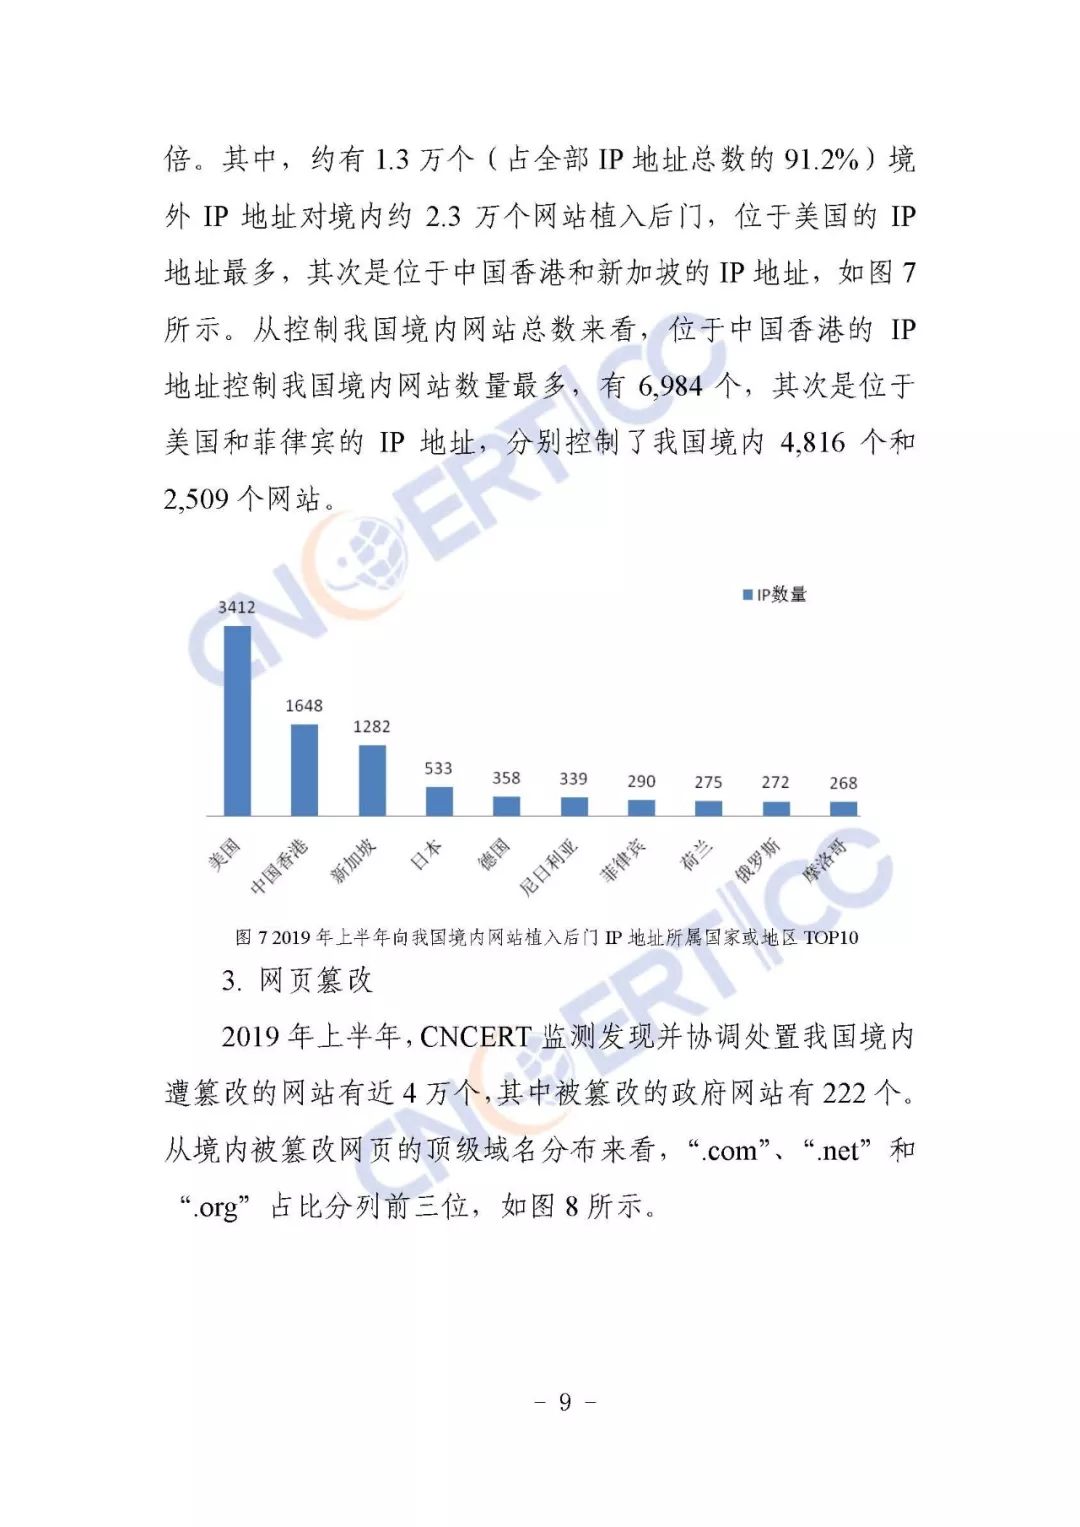 倍。其中，约有 1.3 万个（占全部 IP 地址总数的 91.2%）境
外 IP 地址对境内约 2.3 万个网站植入后门，位于美国的 IP
地址最多，其次是位于中国香港和新加坡的 IP 地址，如图 7
所示。从控制我国境内网站总数来看，位于中国香港的 IP
地址控制我国境内网站数量最多，有 6,984 个，其次是位于
美国和菲律宾的 IP 地址，分别控制了我国境内 4,816 个和
2,509 个网站。
CNCERT/CC
IP数量
3412
1648
1282
533
358
339
290
275
272
268
美国
中国香港
新加坡
日本
德国
尼日利亚
菲律宾
荷兰
俄罗斯
摩洛哥
图 7 2019 年上半年向我国境内网站植入后门 IP 地址所属国家或地区 TOP10
3. 网页篡改
2019 年上半年，CNCERT 监测发现并协调处置我国境内
遭篡改的网站有近 4 万个，其中被篡改的政府网站有 222 个。
从境内被篡改网页的顶级域名分布来看，“.com”、“.net” 和
“.org” 占比分列前三位，如图 8 所示。
CNCERT/CC
- 9 -